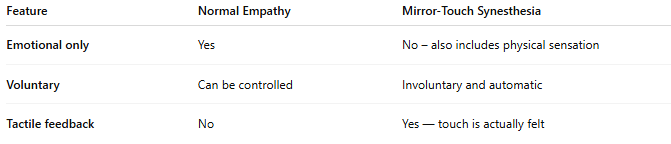 Feature Normal Empathy Mirror-Touch Synesthesia
Emotional only Yes No – also includes physical sensation
Voluntary Can be controlled Involuntary and automatic
Tactile feedback No Yes — touch is actually felt